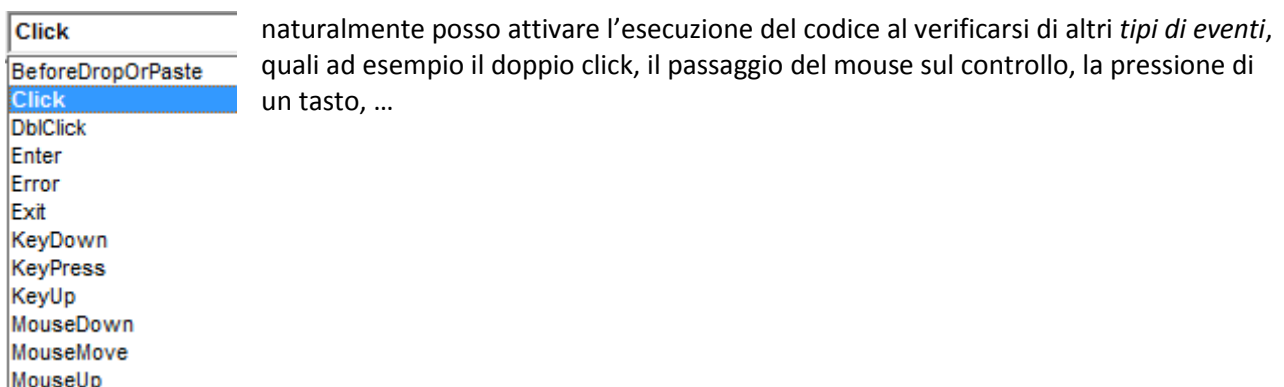 Click
BeforeDropOrPaste
Click
DblClick
Enter
Error
Exit
KeyDown
KeyPress
KeyUp
MouseDown
MouseMove
MouseUp
naturalmente posso attivare l’esecuzione del codice al verificarsi di altri tipi di eventi,
quali ad esempio il doppio click, il passaggio del mouse sul controllo, la pressione di
un tasto, …